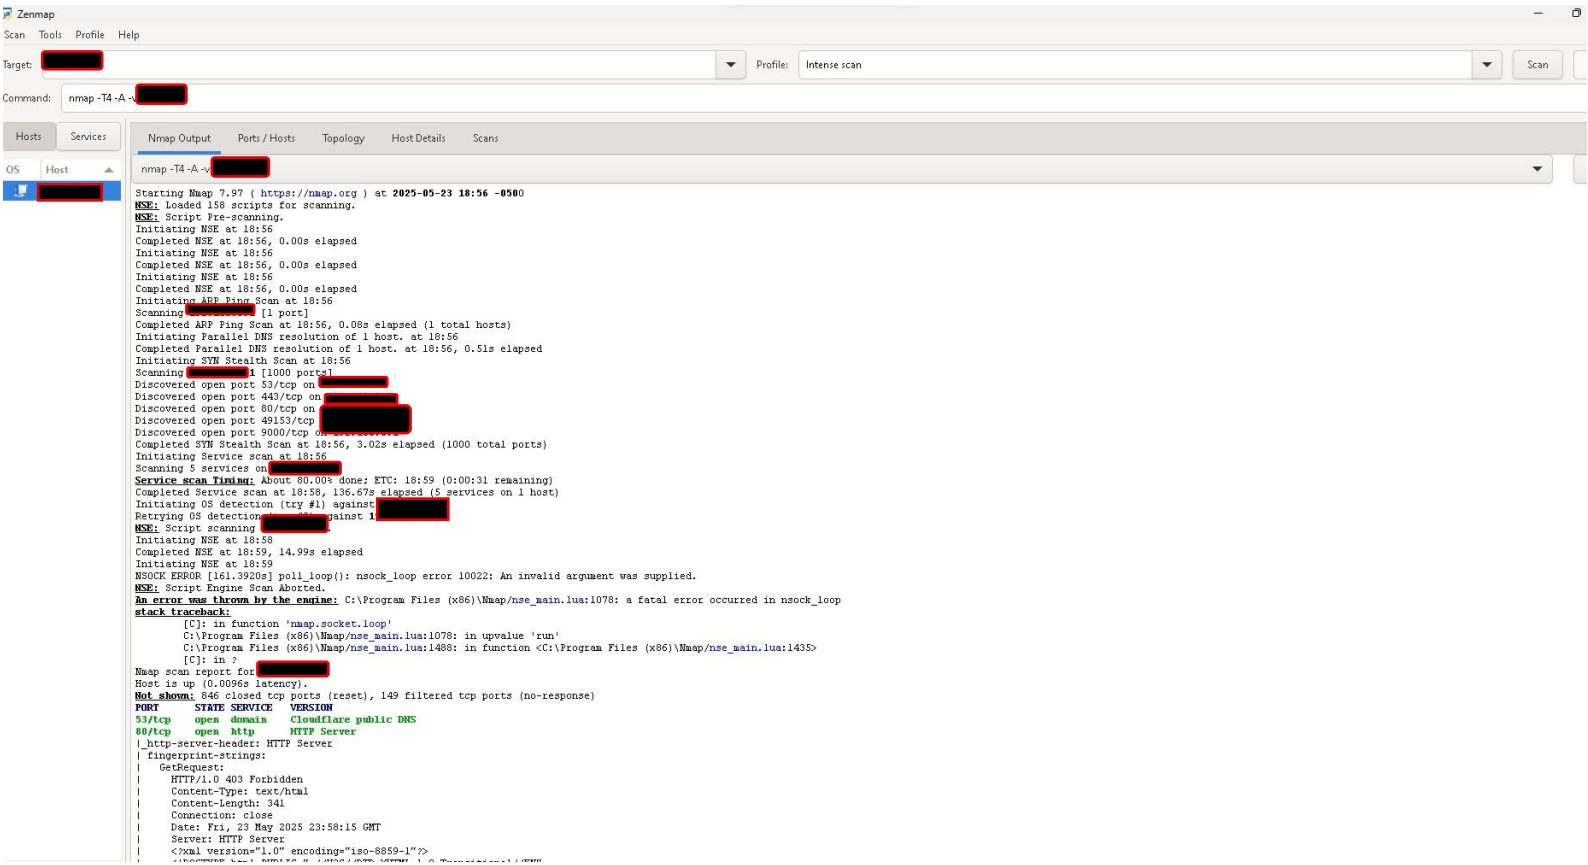 Zenmap
Scan Tools Profile Help
Target: Profile: Intense scan Scan
Command: nmap -T4 -A -v
Hosts Services Nmap Output Ports / Hosts Topology Host Details Scans
OS Host nmap -T4 -A -v
Starting Nmap 7.97 ( https://nmap.org ) at 2025-05-23 18:56 -0500
NSE: Loaded 158 scripts for scanning.
NSE: Script Pre-scanning.
Initiating NSE at 18:56
Completed NSE at 18:56, 0.00s elapsed
Initiating NSE at 18:56
Completed NSE at 18:56, 0.00s elapsed
Initiating NSE at 18:56
Completed NSE at 18:56, 0.00s elapsed
Initiating ARP Ping Scan at 18:56
Scanning [1 port]
Completed ARP Ping Scan at 18:56, 0.08s elapsed (1 total hosts)
Initiating Parallel DNS resolution of 1 host. at 18:56
Completed Parallel DNS resolution of 1 host. at 18:56, 0.51s elapsed
Initiating SYN Stealth Scan at 18:56
Scanning 1 [1000 ports]
Discovered open port 53/tcp on
Discovered open port 443/tcp on
Discovered open port 80/tcp on
Discovered open port 49153/tcp
Discovered open port 9000/tcp on
Completed SYN Stealth Scan at 18:56, 3.02s elapsed (1000 total ports)
Initiating Service scan at 18:56
Scanning 5 services on
Service scan Timing: About 80.00% done; ETC: 18:59 (0:00:31 remaining)
Completed Service scan at 18:58, 136.67s elapsed (5 services on 1 host)
Initiating OS detection (try #1) against
Retrying OS detection against 1
NSE: Script scanning .
Initiating NSE at 18:58
Completed NSE at 18:59, 14.99s elapsed
Initiating NSE at 18:59
NSOCK ERROR [161.3920s] poll_loop(): nsock_loop error 10022: An invalid argument was supplied.
NSE: Script Engine Scan Aborted.
An error was thrown by the engine: C:\Program Files (x86)\Nmap/nse_main.lua:1078: a fatal error occurred in nsock_loop
stack traceback:
[C]: in function 'nmap.socket.loop'
C:\Program Files (x86)\Nmap/nse_main.lua:1078: in upvalue 'run'
C:\Program Files (x86)\Nmap/nse_main.lua:1488: in function <C:\Program Files (x86)\Nmap/nse_main.lua:1435>
[C]: in ?
Nmap scan report for
Host is up (0.0096s latency).
Not shown: 846 closed tcp ports (reset), 149 filtered tcp ports (no-response)
PORT STATE SERVICE VERSION
53/tcp open domain Cloudflare public DNS
80/tcp open http HTTP Server
|_http-server-header: HTTP Server
| fingerprint-strings:
| GetRequest:
| HTTP/1.0 403 Forbidden
| Content-Type: text/html
| Content-Length: 341
| Connection: close
| Date: Fri, 23 May 2025 23:58:15 GMT
| Server: HTTP Server
| <?xml version="1.0" encoding="iso-8859-1"?>